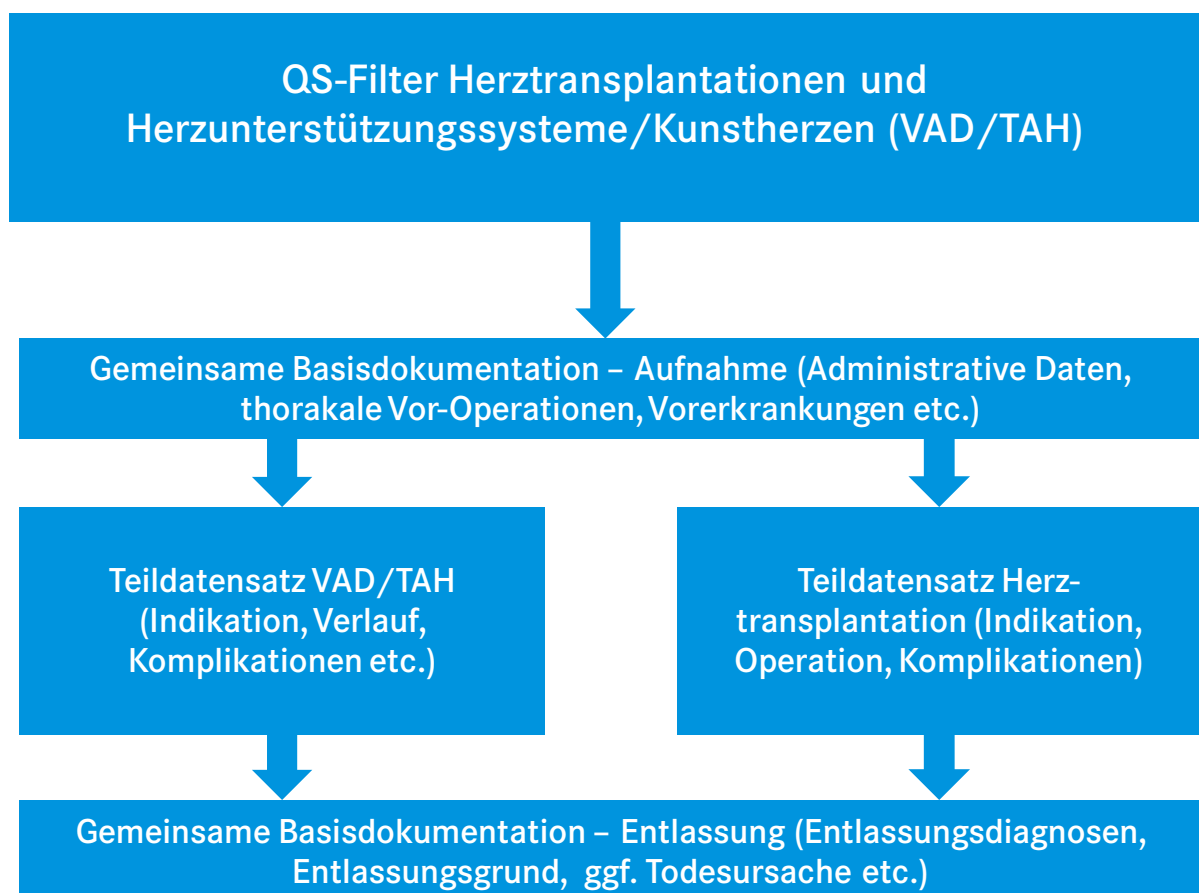 QS-Filter Herztransplantationen und
Herzunterstützungssysteme/Kunstherzen (VAD/TAH)
Gemeinsame Basisdokumentation – Aufnahme (Administrative Daten,
thorakale Vor-Operationen, Vorerkrankungen etc.)
Teildatensatz VAD/TAH
(Indikation, Verlauf,
Komplikationen etc.)
Teildatensatz Herz-
transplantation (Indikation,
Operation, Komplikationen)
Gemeinsame Basisdokumentation – Entlassung (Entlassungsdiagnosen,
Entlassungsgrund, ggf. Todesursache etc.)